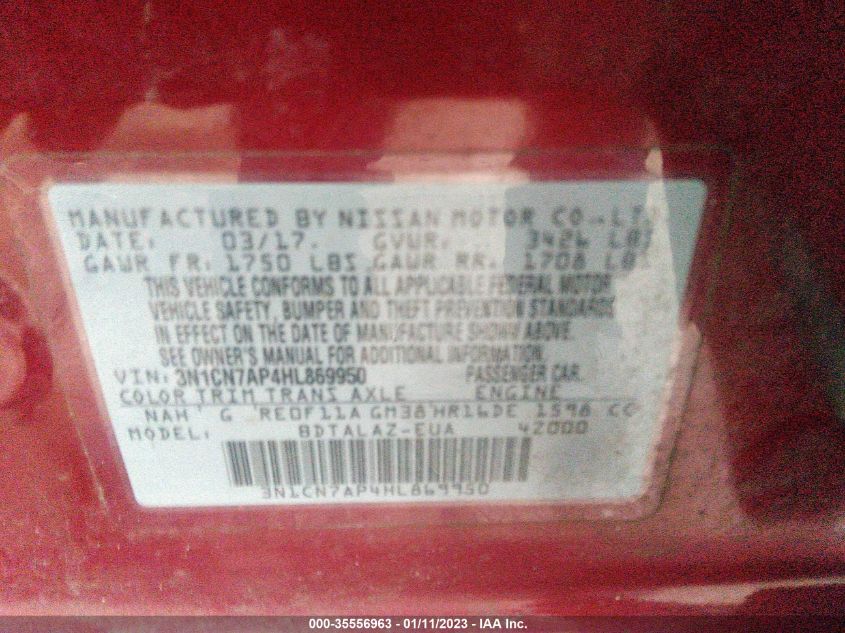 MANUFACTURED BY NISSAN MOTOR CO.,LTD
DATE: 03/17. GVWR: 3426 LBS
GAWR FR: 1750 LBS GAWR RR. 1708 LBS
THIS VEHICLE CONFORMS TO ALL APPLICABLE FEDERAL MOTOR
VEHICLE SAFETY, BUMPER AND THEFT PREVENTION STANDARDS
IN EFFECT ON THE DATE OF MANUFACTURE SHOWN ABOVE.
SEE OWNER'S MANUAL FOR ADDITIONAL INFORMATION.
VIN: 3N1CN7AP4HL869950 PASSENGER CAR.
COLOR TRIM TRANS AXLE ENGINE
NAH G RE0F11A GM38 HR16DE 1598 CC
MODEL: BDTALAZ-EUA 42000
3N1CN7AP4HL869950
000-35556963 - 01/11/2023 - IAA Inc.